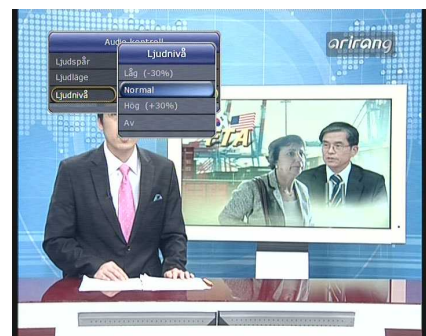 Audio kontroll
Ljudnivå
arirang
Ljudspår
Ljudläge
Ljudnivå
Låg (-30%)
Normal
Hög (+30%)
Av
FTA